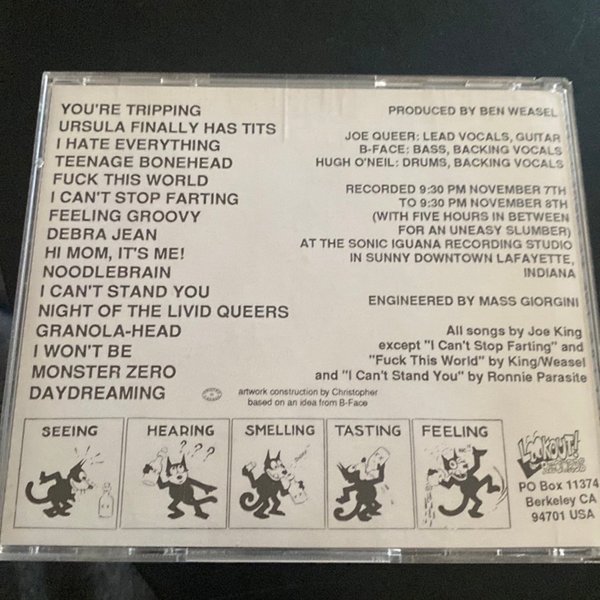 YOU'RE TRIPPING
URSULA FINALLY HAS TITS
I HATE EVERYTHING
TEENAGE BONEHEAD
FUCK THIS WORLD
I CAN'T STOP FARTING
FEELING GROOVY
DEBRA JEAN
HI MOM, IT'S ME!
NOODLEBRAIN
I CAN'T STAND YOU
NIGHT OF THE LIVID QUEERS
GRANOLA-HEAD
I WON'T BE
MONSTER ZERO
DAYDREAMING
PRODUCED BY BEN WEASEL
JOE QUEER: LEAD VOCALS, GUITAR
B-FACE: BASS, BACKING VOCALS
HUGH O'NEIL: DRUMS, BACKING VOCALS
RECORDED 9:30 PM NOVEMBER 7TH
TO 9:30 PM NOVEMBER 8TH
(WITH FIVE HOURS IN BETWEEN
FOR AN UNEASY SLUMBER)
AT THE SONIC IGUANA RECORDING STUDIO
IN SUNNY DOWNTOWN LAFAYETTE,
INDIANA
ENGINEERED BY MASS GIORGINI
All songs by Joe King
except "I Can't Stop Farting" and
"Fuck This World" by King/Weasel
and "I Can't Stand You" by Ronnie Parasite
artwork construction by Christopher
based on an idea from B-Face
SEEING
HEARING
SMELLING
TASTING
FEELING
???
LOOKOUT!
RECORDS
PO Box 11374
Berkeley CA
94701 USA